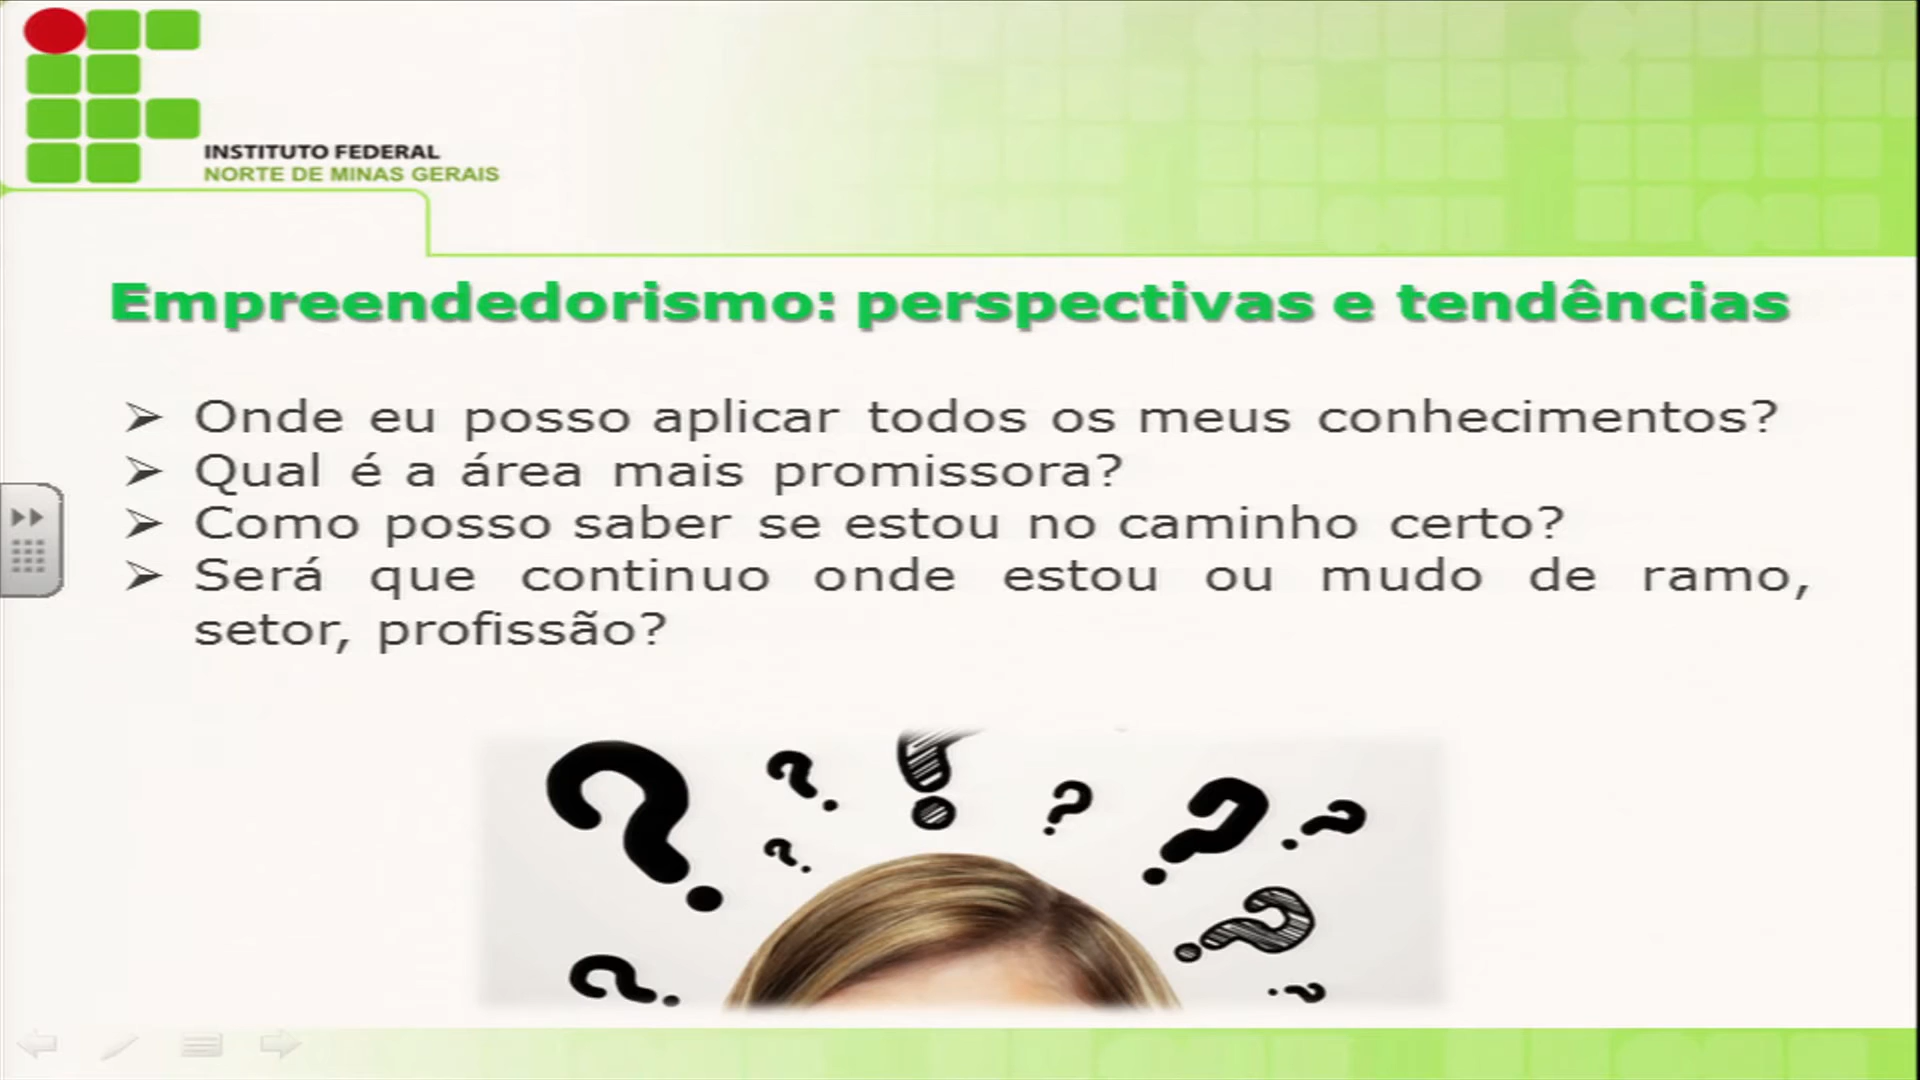 INSTITUTO FEDERAL
NORTE DE MINAS GERAIS
Empreendedorismo: perspectivas e tendências
➢ Onde eu posso aplicar todos os meus conhecimentos?
➢ Qual é a área mais promissora?
➢ Como posso saber se estou no caminho certo?
➢ Será que continuo onde estou ou mudo de ramo,
setor, profissão?